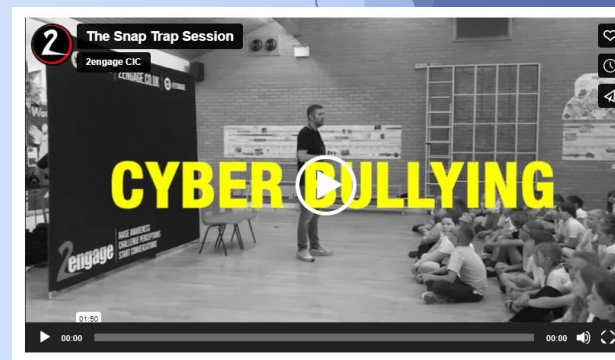 The Snap Trap Session
2engage CIC
2
2ENGAGE.CO.UK
CYBER BULLYING
2engage
RAISE AWARENESS
CHALLENGE PERCEPTIONS
START CONVERSATIONS
01:50
00:00
00:00